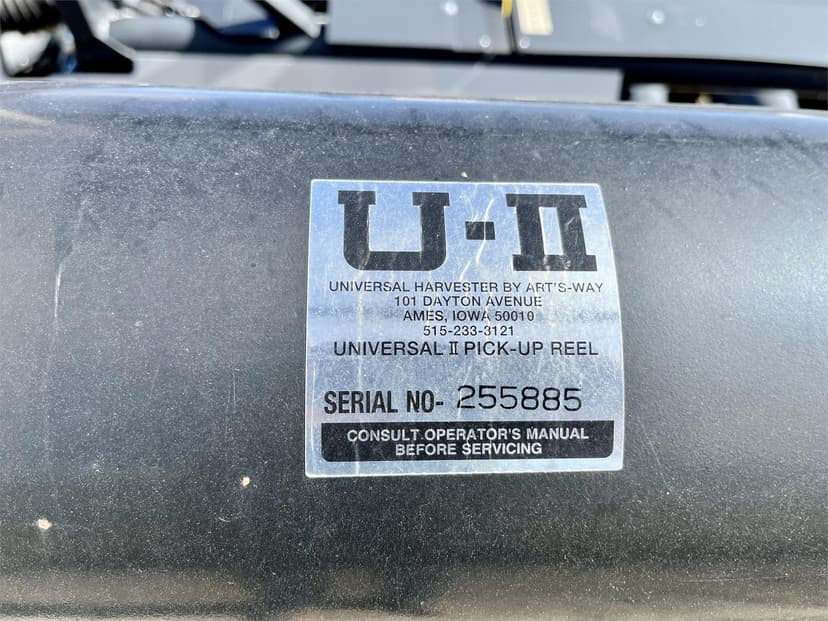 U-II
UNIVERSAL HARVESTER BY ART'S-WAY
101 DAYTON AVENUE
AMES, IOWA 50010
515-233-3121
UNIVERSAL II PICK-UP REEL
SERIAL NO- 255885
CONSULT OPERATOR'S MANUAL
BEFORE SERVICING